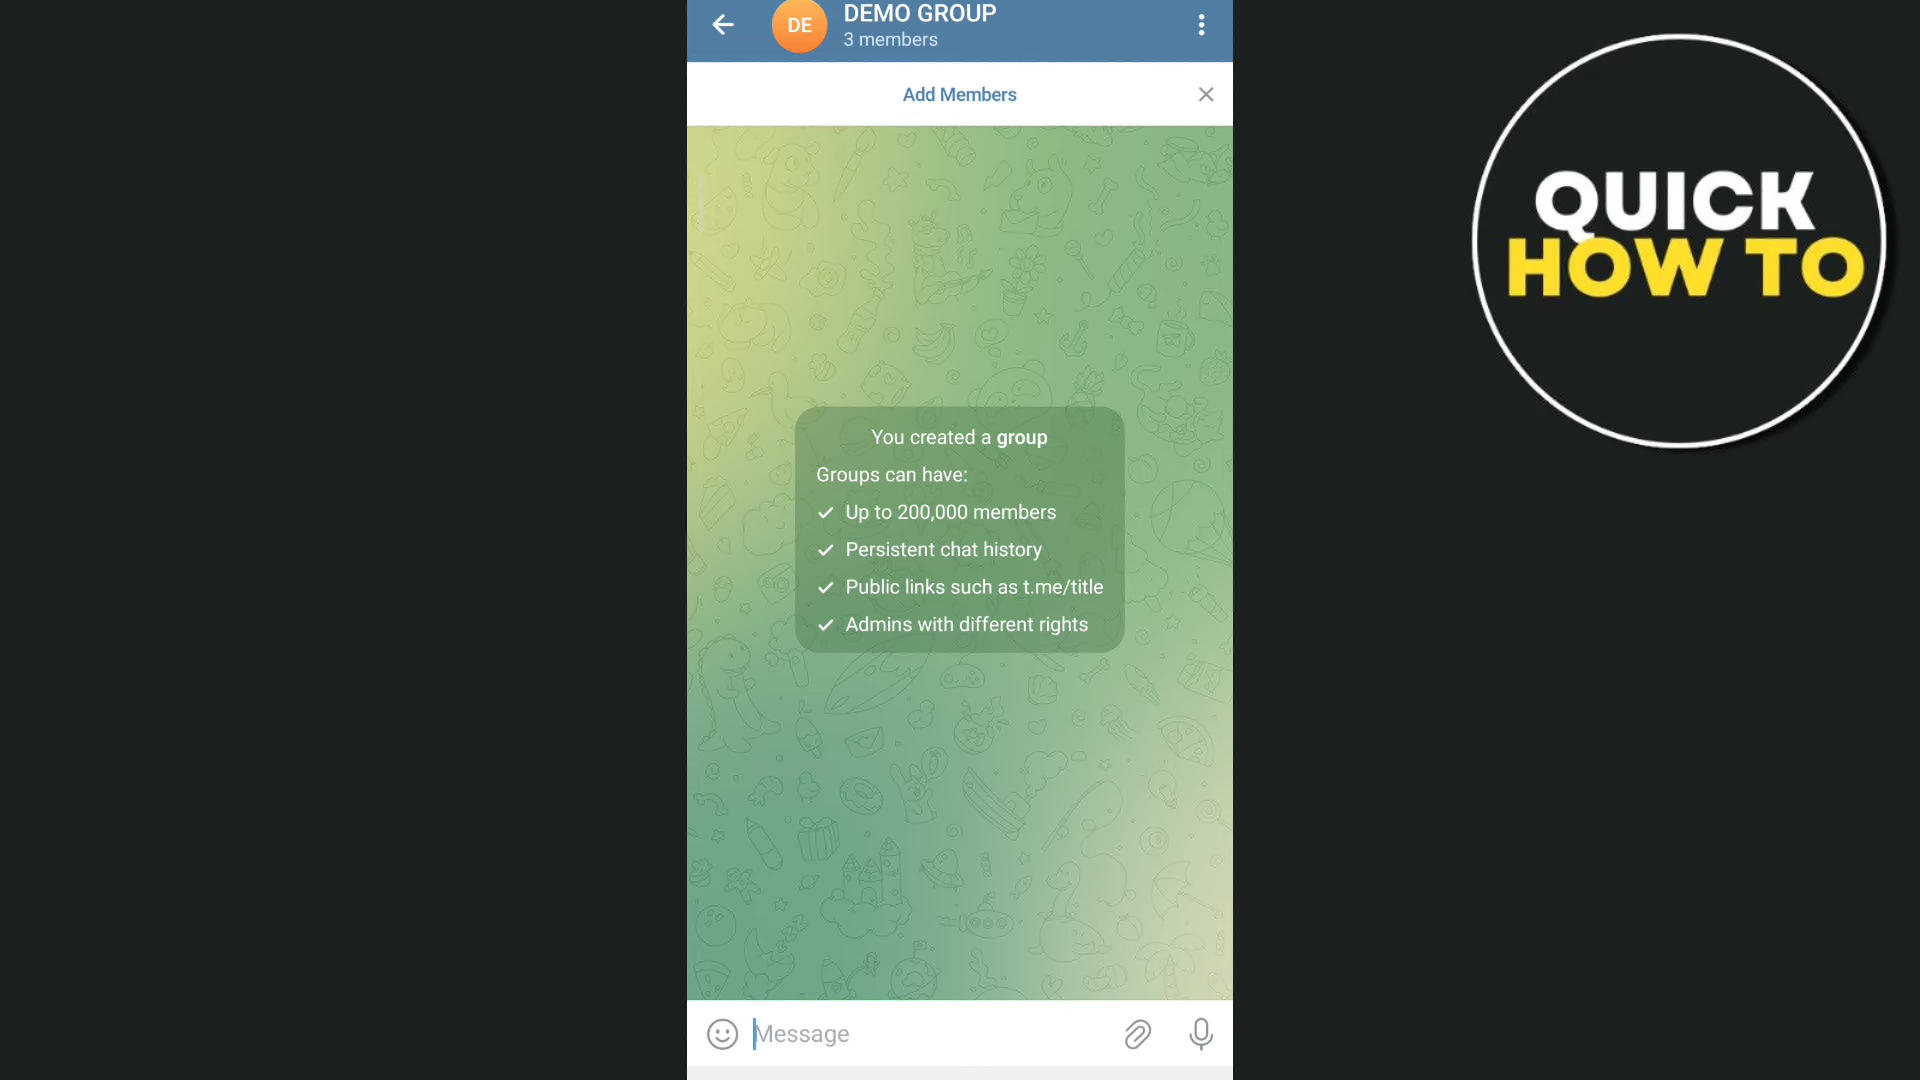 DE
DEMO GROUP
3 members
Add Members
You created a group
Groups can have:
Up to 200,000 members
Persistent chat history
Public links such as t.me/title
Admins with different rights
Message
QUICK
HOW TO